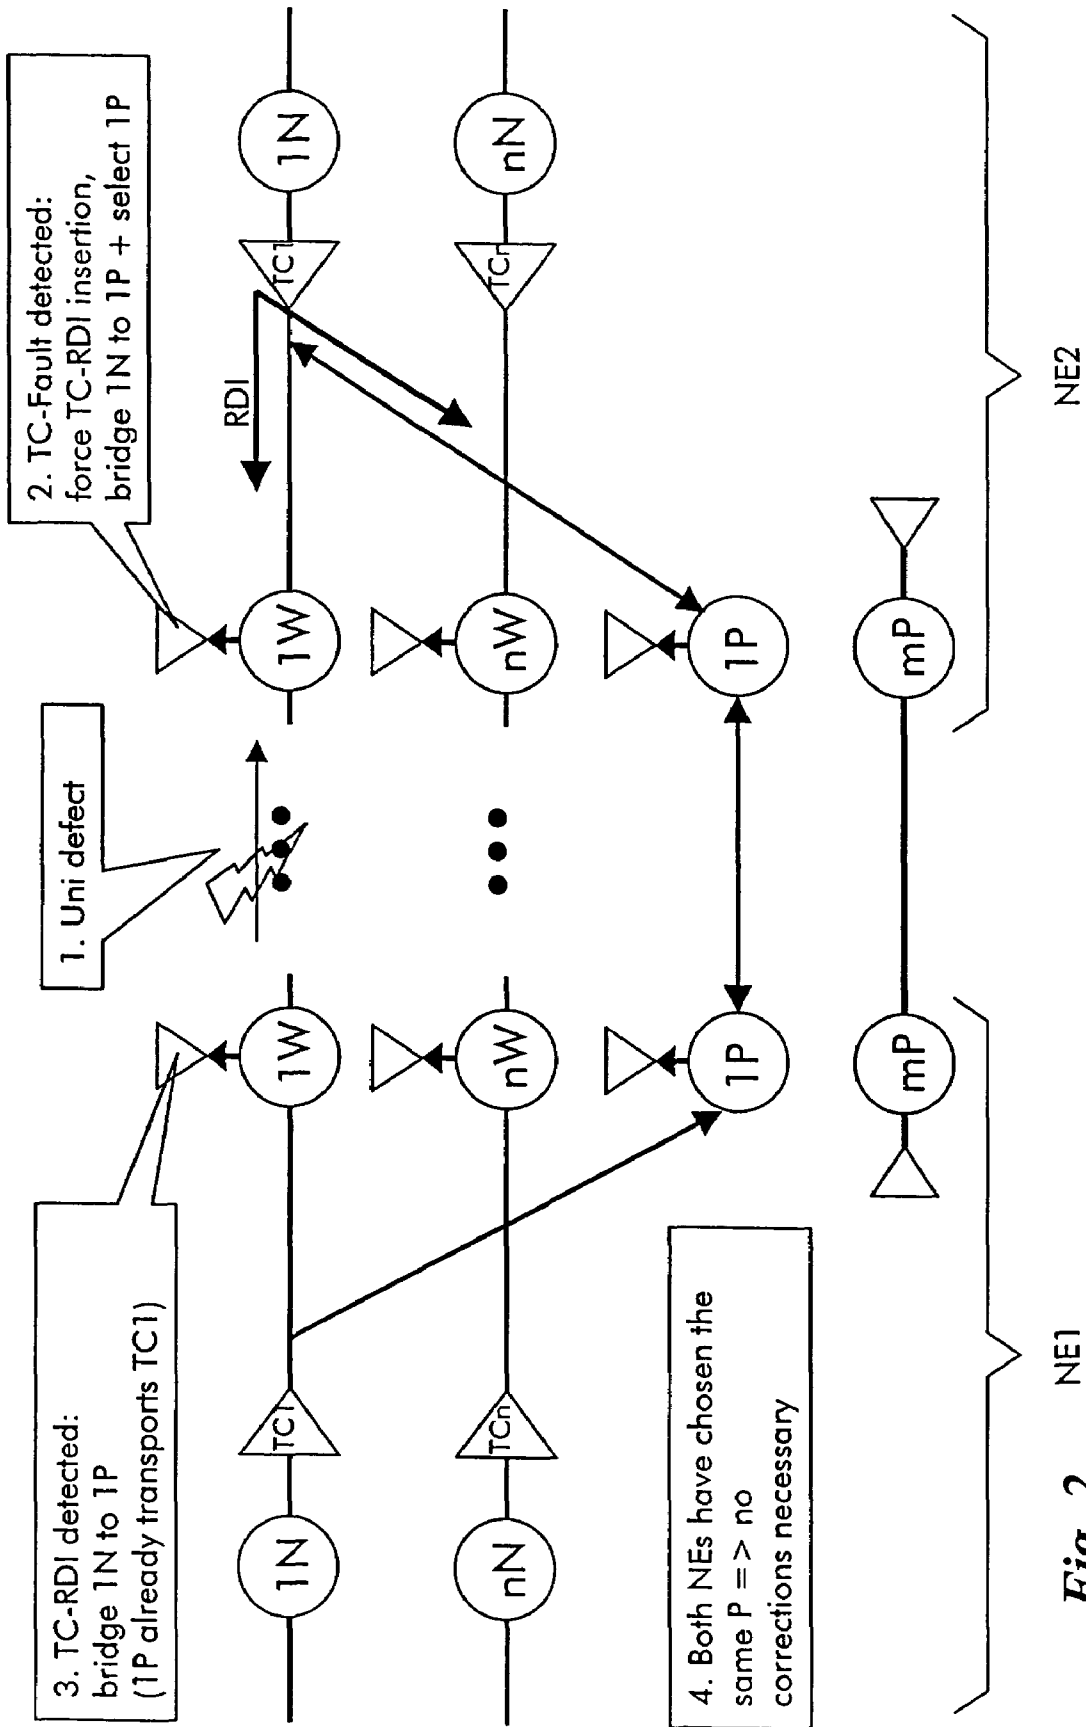 3. TC-RDI detected:
bridge 1N to 1P
(1P already transports TC1)
1. Uni defect
2. TC-Fault detected:
force TC-RDI insertion,
bridge 1N to 1P + select 1P
RDI
1N
TC1
1W
1W
TC1
1N
nN
TCn
nW
nW
TCn
nN
4. Both NEs have chosen the
same P = > no
corrections necessary
1P
1P
mP
mP
NE1
NE2
Fig. 2